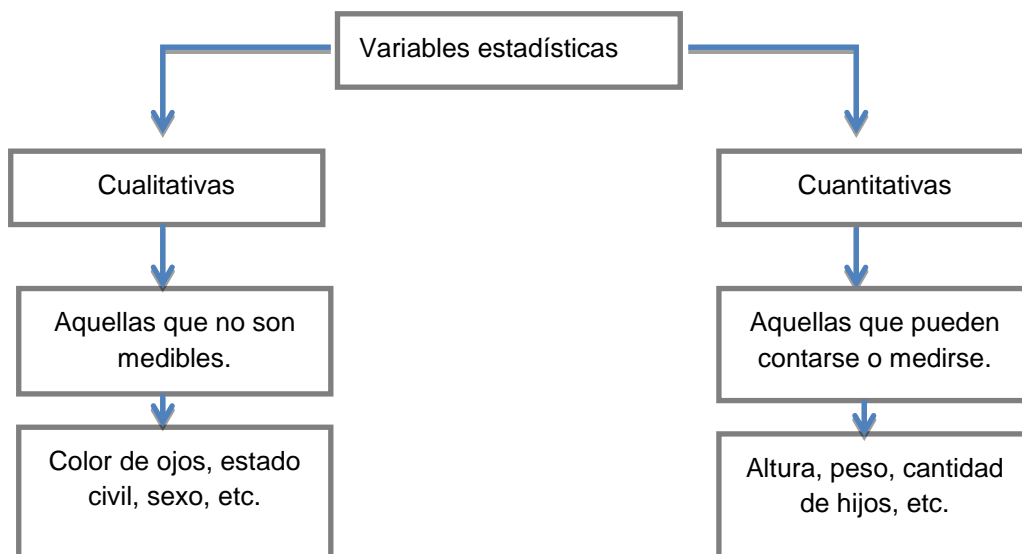 Variables estadísticas
Cualitativas
Cuantitativas
Aquellas que no son
medibles.
Aquellas que pueden
contarse o medirse.
Color de ojos, estado
civil, sexo, etc.
Altura, peso, cantidad
de hijos, etc.